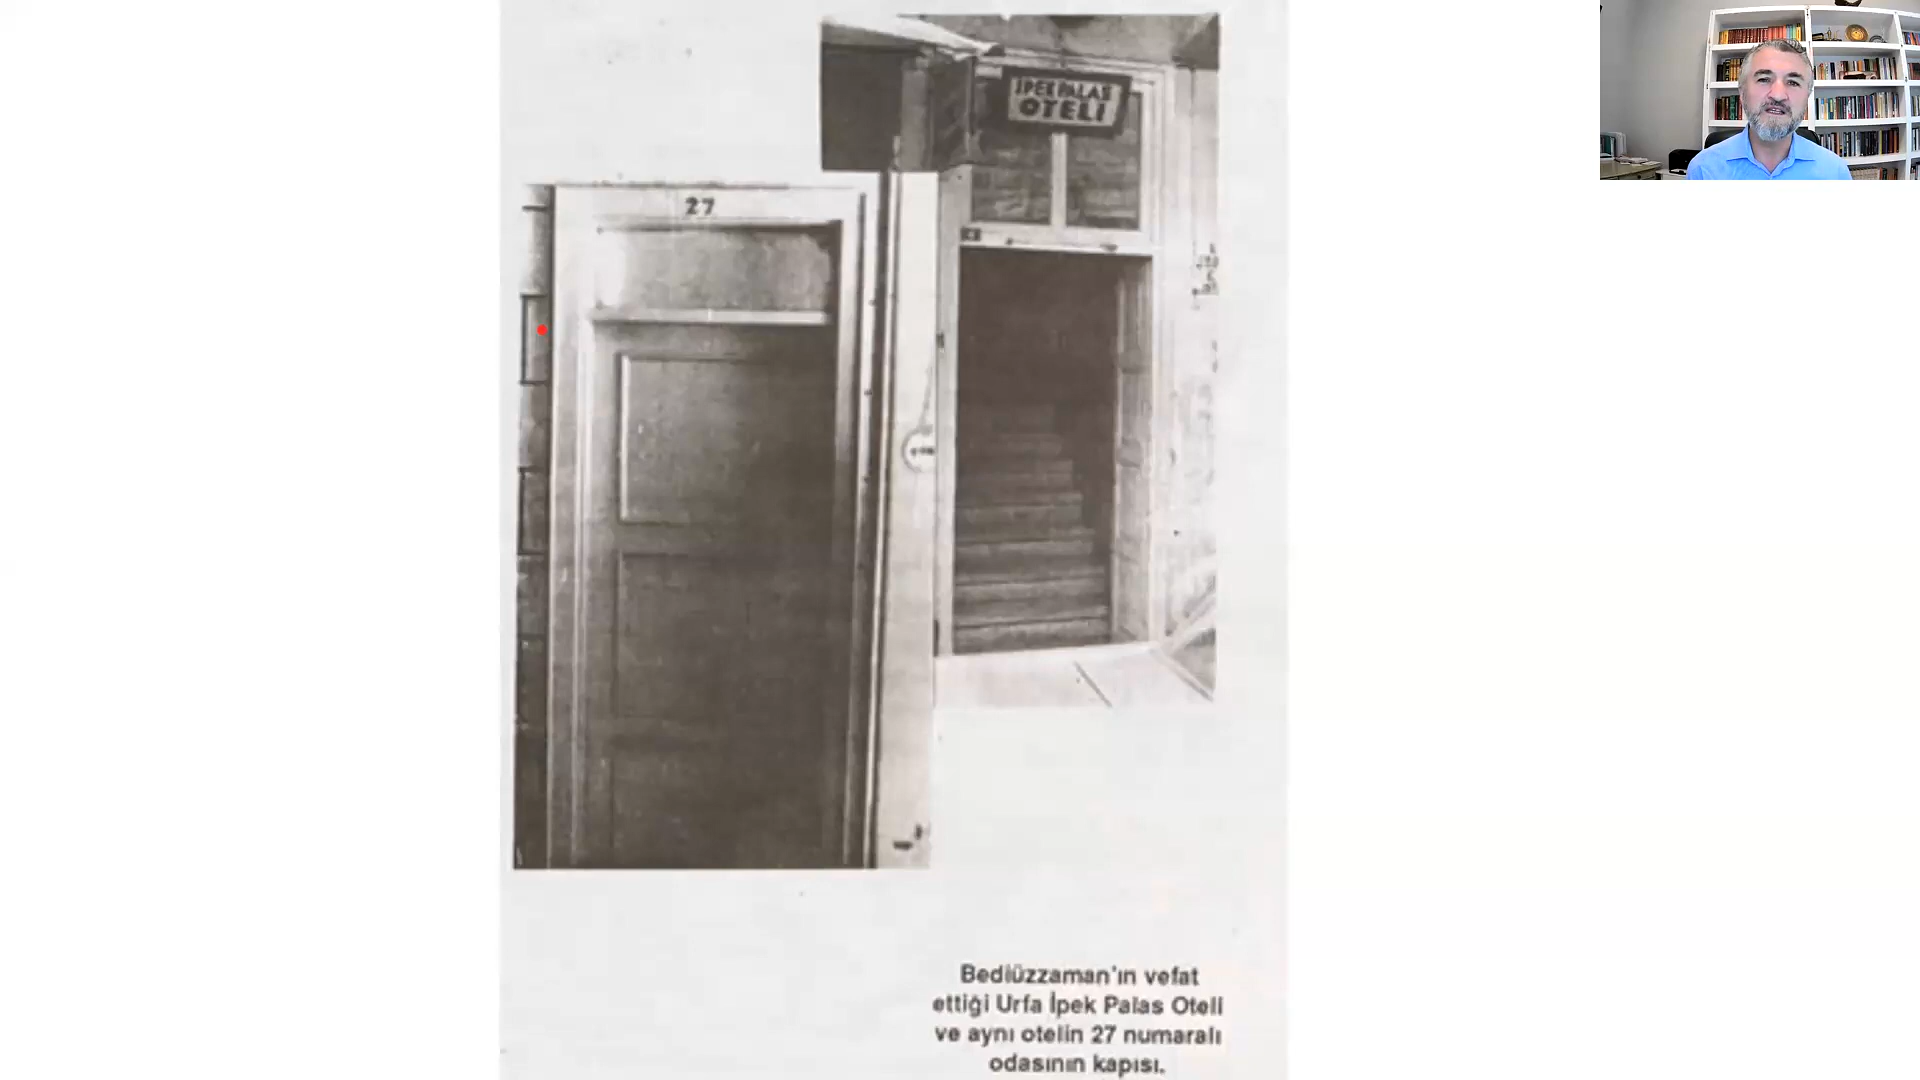 İPEK PALAS
OTELİ
27
Bediüzzaman'ın vefat
ettiği Urfa İpek Palas Oteli
ve aynı otelin 27 numaralı
odasının kapısı.